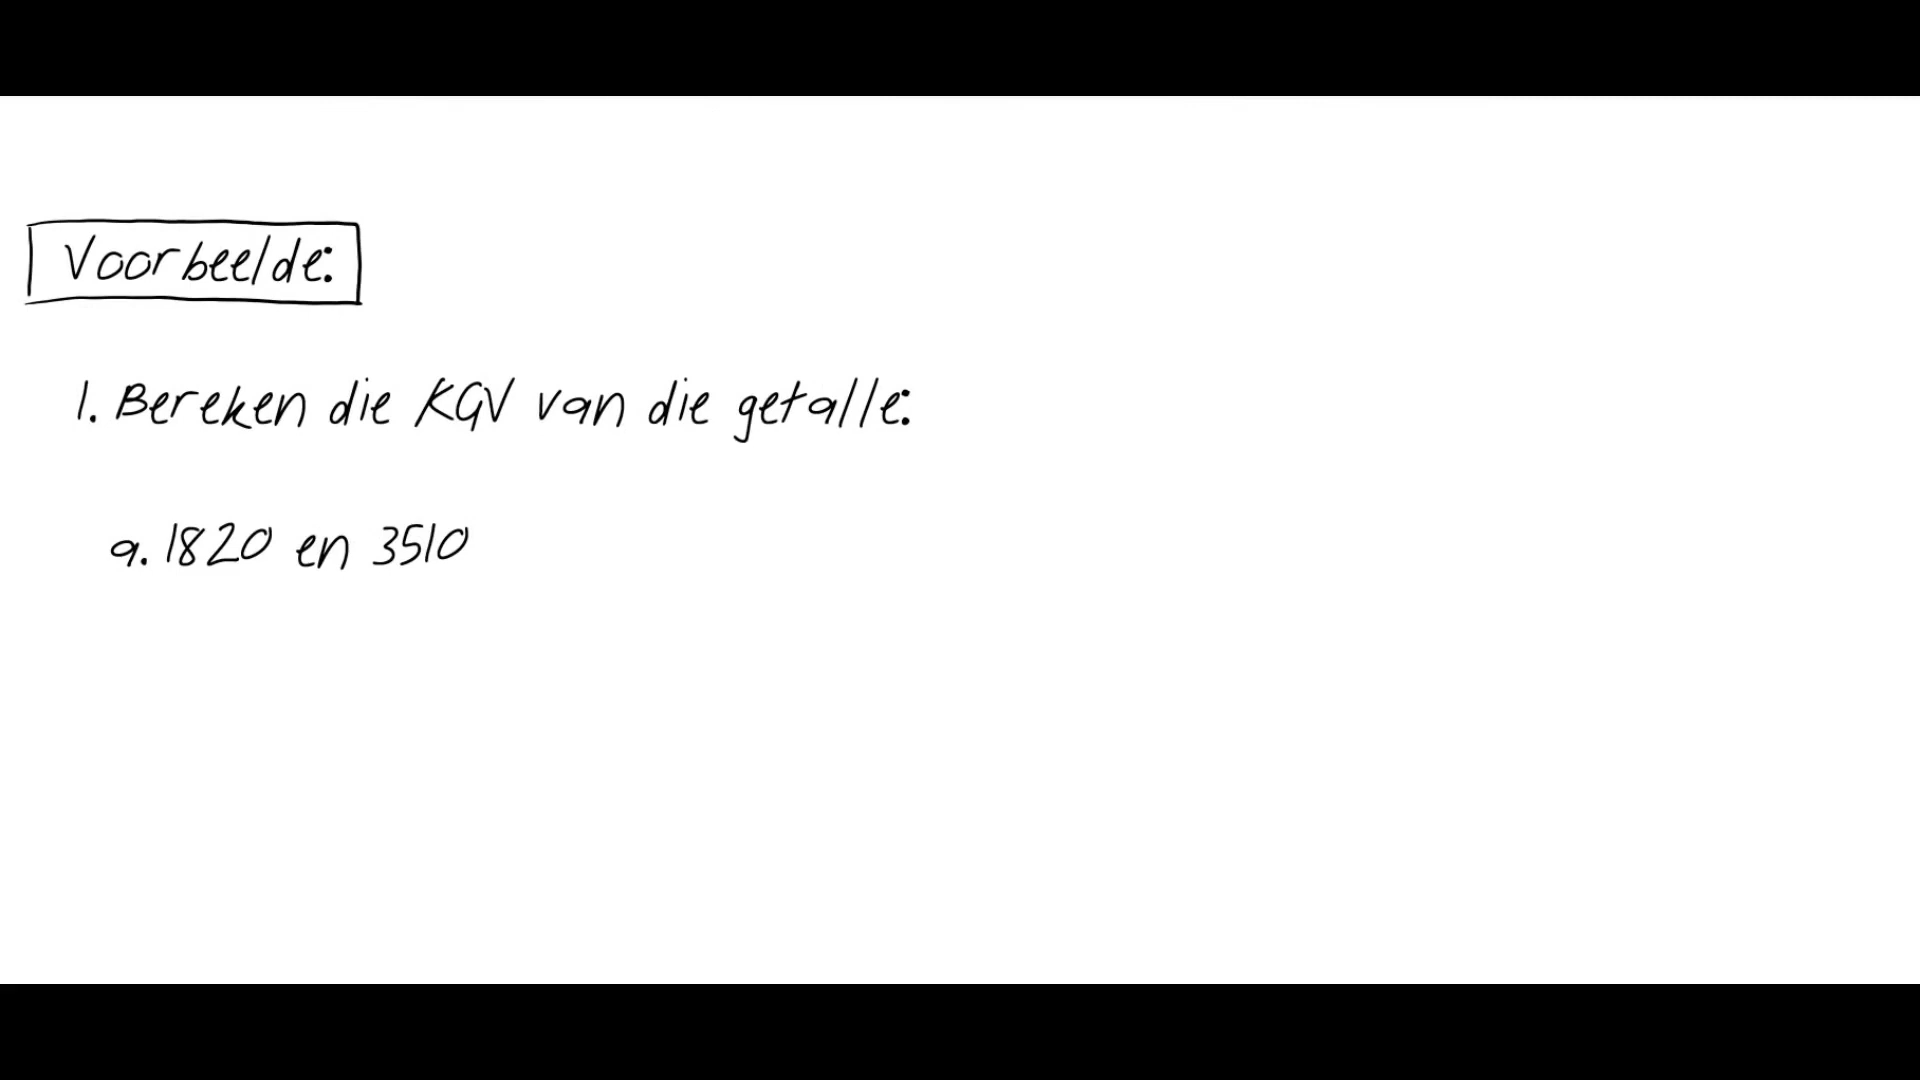 Voorbeelde:
1. Bereken die KGV van die getalle:
a. 1820 en 3510